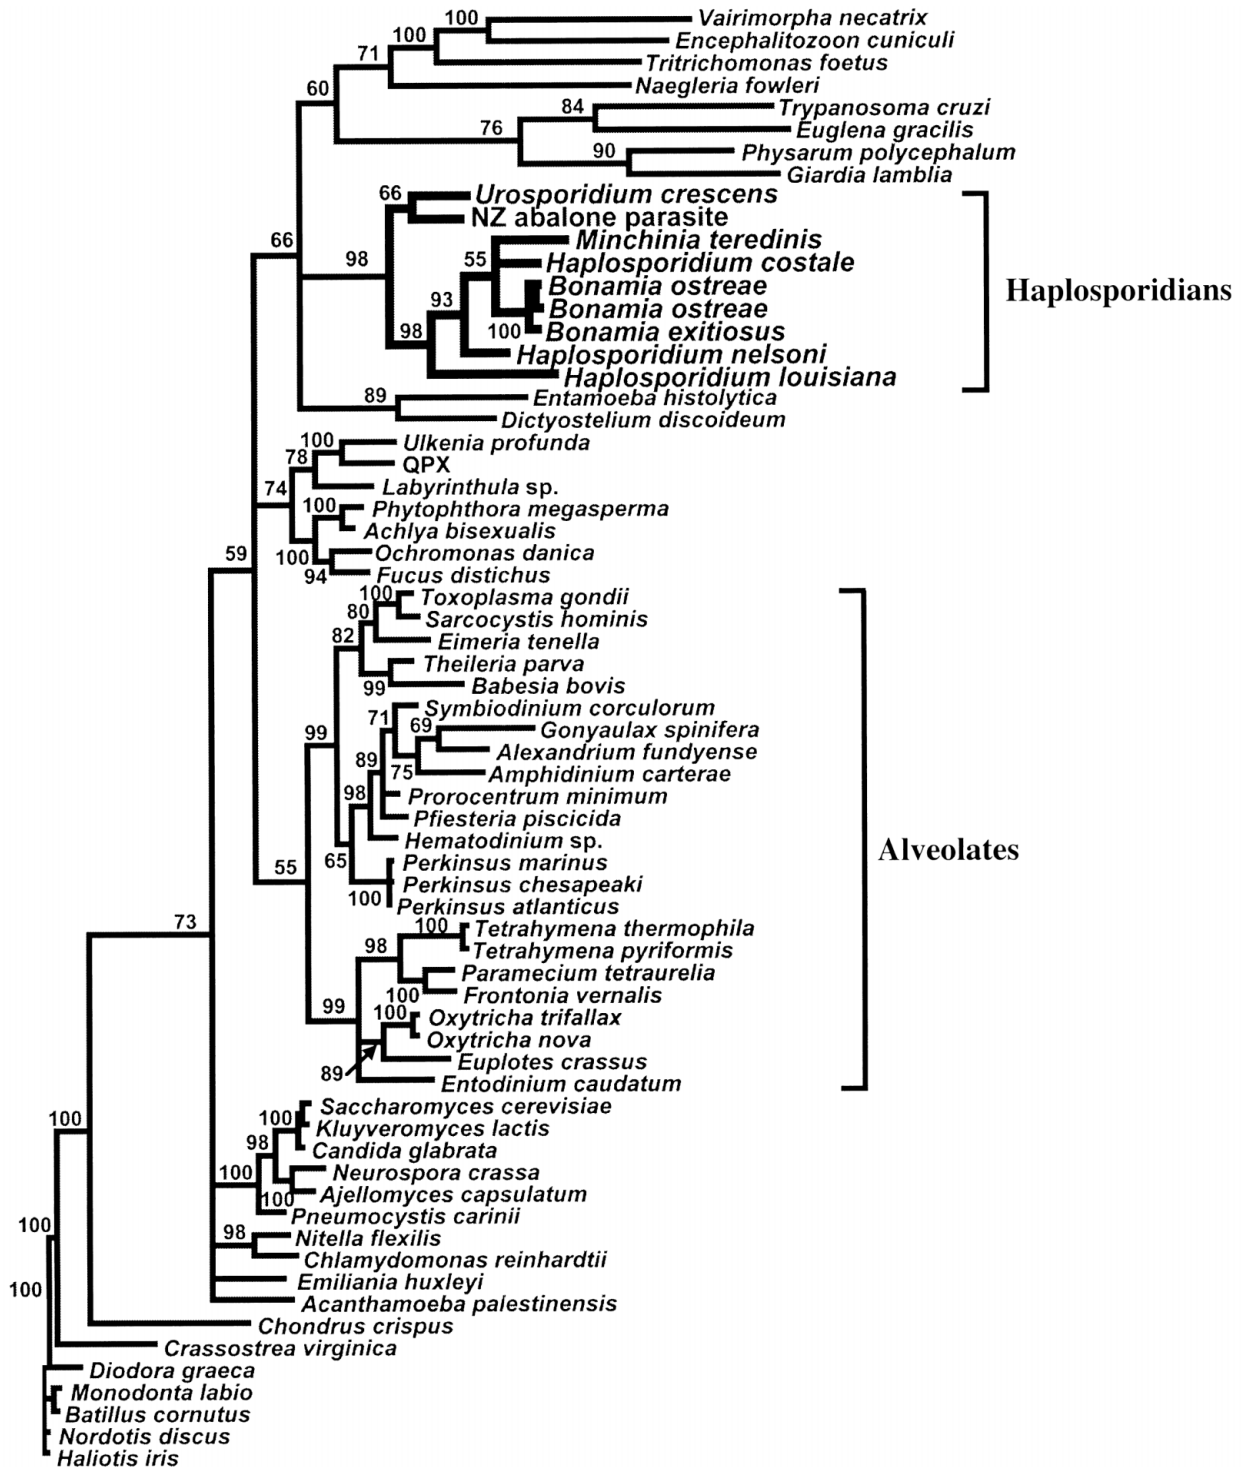 100 Vairimorpha necatrix
100 Encephalitozoon cuniculi
71 Tritrichomonas foetus
Naegleria fowleri
60
84 Trypanosoma cruzi
76 Euglena gracilis
90 Physarum polycephalum
Giardia lamblia
66 Urosporidium crescens
NZ abalone parasite
66 Minchinia teredinis
98 55 Haplosporidium costale
Bonamia ostreae
Haplosporidians
93 Bonamia ostreae
98 100 Bonamia exitiosus
Haplosporidium nelsoni
Haplosporidium louisiana
89 Entamoeba histolytica
Dictyostelium discoideum
100 Ulkenia profunda
78 QPX
74 Labyrinthula sp.
100 Phytophthora megasperma
Achlya bisexualis
59 100 Ochromonas danica
94 Fucus distichus
100 Toxoplasma gondii
80 Sarcocystis hominis
82 Eimeria tenella
Theileria parva
99 Babesia bovis
71 Symbiodinium corculorum
99 69 Gonyaulax spinifera
Alexandrium fundyense
89 75 Amphidinium carterae
98 Prorocentrum minimum
Pfiesteria piscicida
Hematodinium sp.
Alveolates
55 65 Perkinsus marinus
Perkinsus chesapeaki
100 Perkinsus atlanticus
73 100 Tetrahymena thermophila
98 Tetrahymena pyriformis
Paramecium tetraurelia
100 Frontonia vernalis
99 100 Oxytricha trifallax
Oxytricha nova
Euplotes crassus
89 Entodinium caudatum
Saccharomyces cerevisiae
100 100 Kluyveromyces lactis
98 Candida glabrata
100 Neurospora crassa
100 Ajellomyces capsulatum
Pneumocystis carinii
100 98 Nitella flexilis
Chlamydomonas reinhardtii
100 Emiliania huxleyi
Acanthamoeba palestinensis
Chondrus crispus
Crassostrea virginica
Diodora graeca
Monodonta labio
Batillus cornutus
Nordotis discus
Haliotis iris